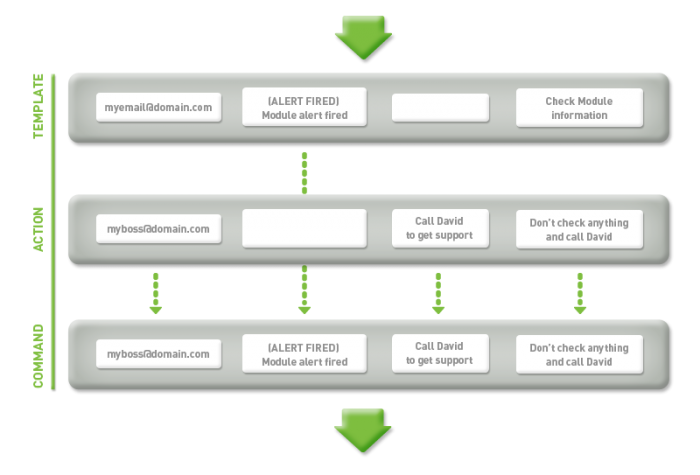 TEMPLATE
myemail@domain.com
(ALERT FIRED)
Module alert fired
Check Module
information
ACTION
myboss@domain.com
Call David
to get support
Don't check anything
and call David
COMMAND
myboss@domain.com
(ALERT FIRED)
Module alert fired
Call David
to get support
Don't check anything
and call David